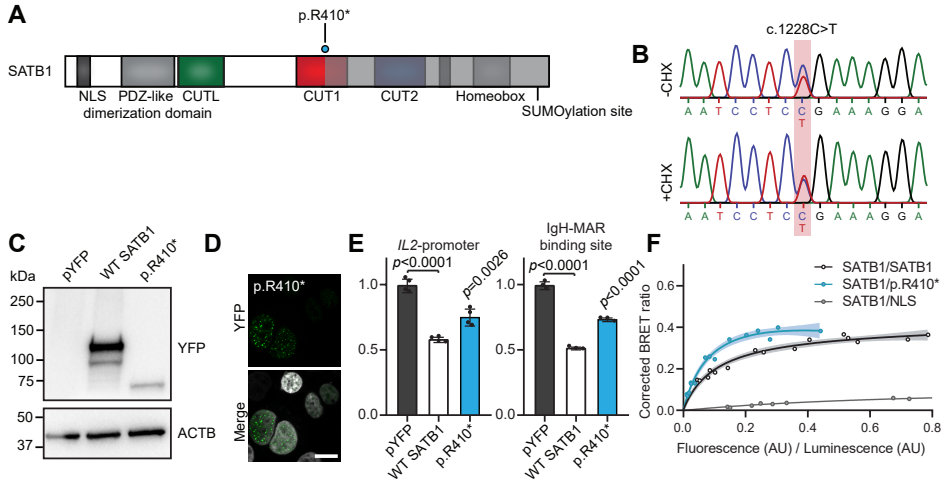 A
p.R410*
SATB1
NLS
PDZ-like
dimerization domain
CUTL
CUT1
CUT2
Homeobox
SUMOylation site
B
c.1228C>T
-CHX
A A T C C T C C G A A A G G A
T
+CHX
A A T C C T C C G A A A G G A
T
C
pYFP
WT SATB1
p.R410*
kDa
250
150
100
75
YFP
50
37
ACTB
D
p.R410*
YFP
Merge
E
IL2-promoter
p<0.0001
p=0.0026
1.0
0.5
0.0
pYFP
WT SATB1
p.R410*
IgH-MAR
binding site
p<0.0001
p<0.0001
1.0
0.5
0.0
pYFP
WT SATB1
p.R410*
F
SATB1/SATB1
SATB1/p.R410*
SATB1/NLS
Corrected BRET ratio
0.6
0.4
0.2
0.0
0.0
0.2
0.4
0.6
0.8
Fluorescence (AU) / Luminescence (AU)